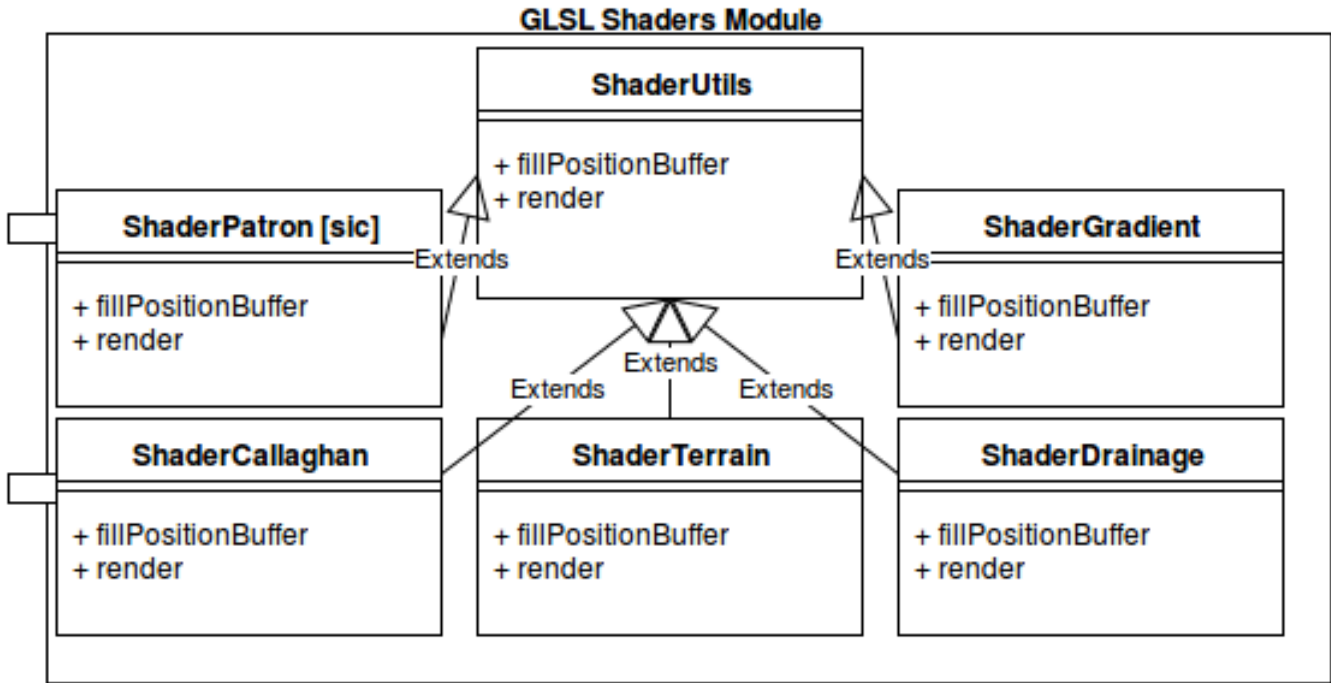 GLSL Shaders Module
ShaderUtils
+ fillPositionBuffer
+ render
ShaderPatron [sic]
+ fillPositionBuffer
+ render
Extends
ShaderGradient
+ fillPositionBuffer
+ render
Extends
Extends
Extends
Extends
ShaderCallaghan
+ fillPositionBuffer
+ render
ShaderTerrain
+ fillPositionBuffer
+ render
ShaderDrainage
+ fillPositionBuffer
+ render